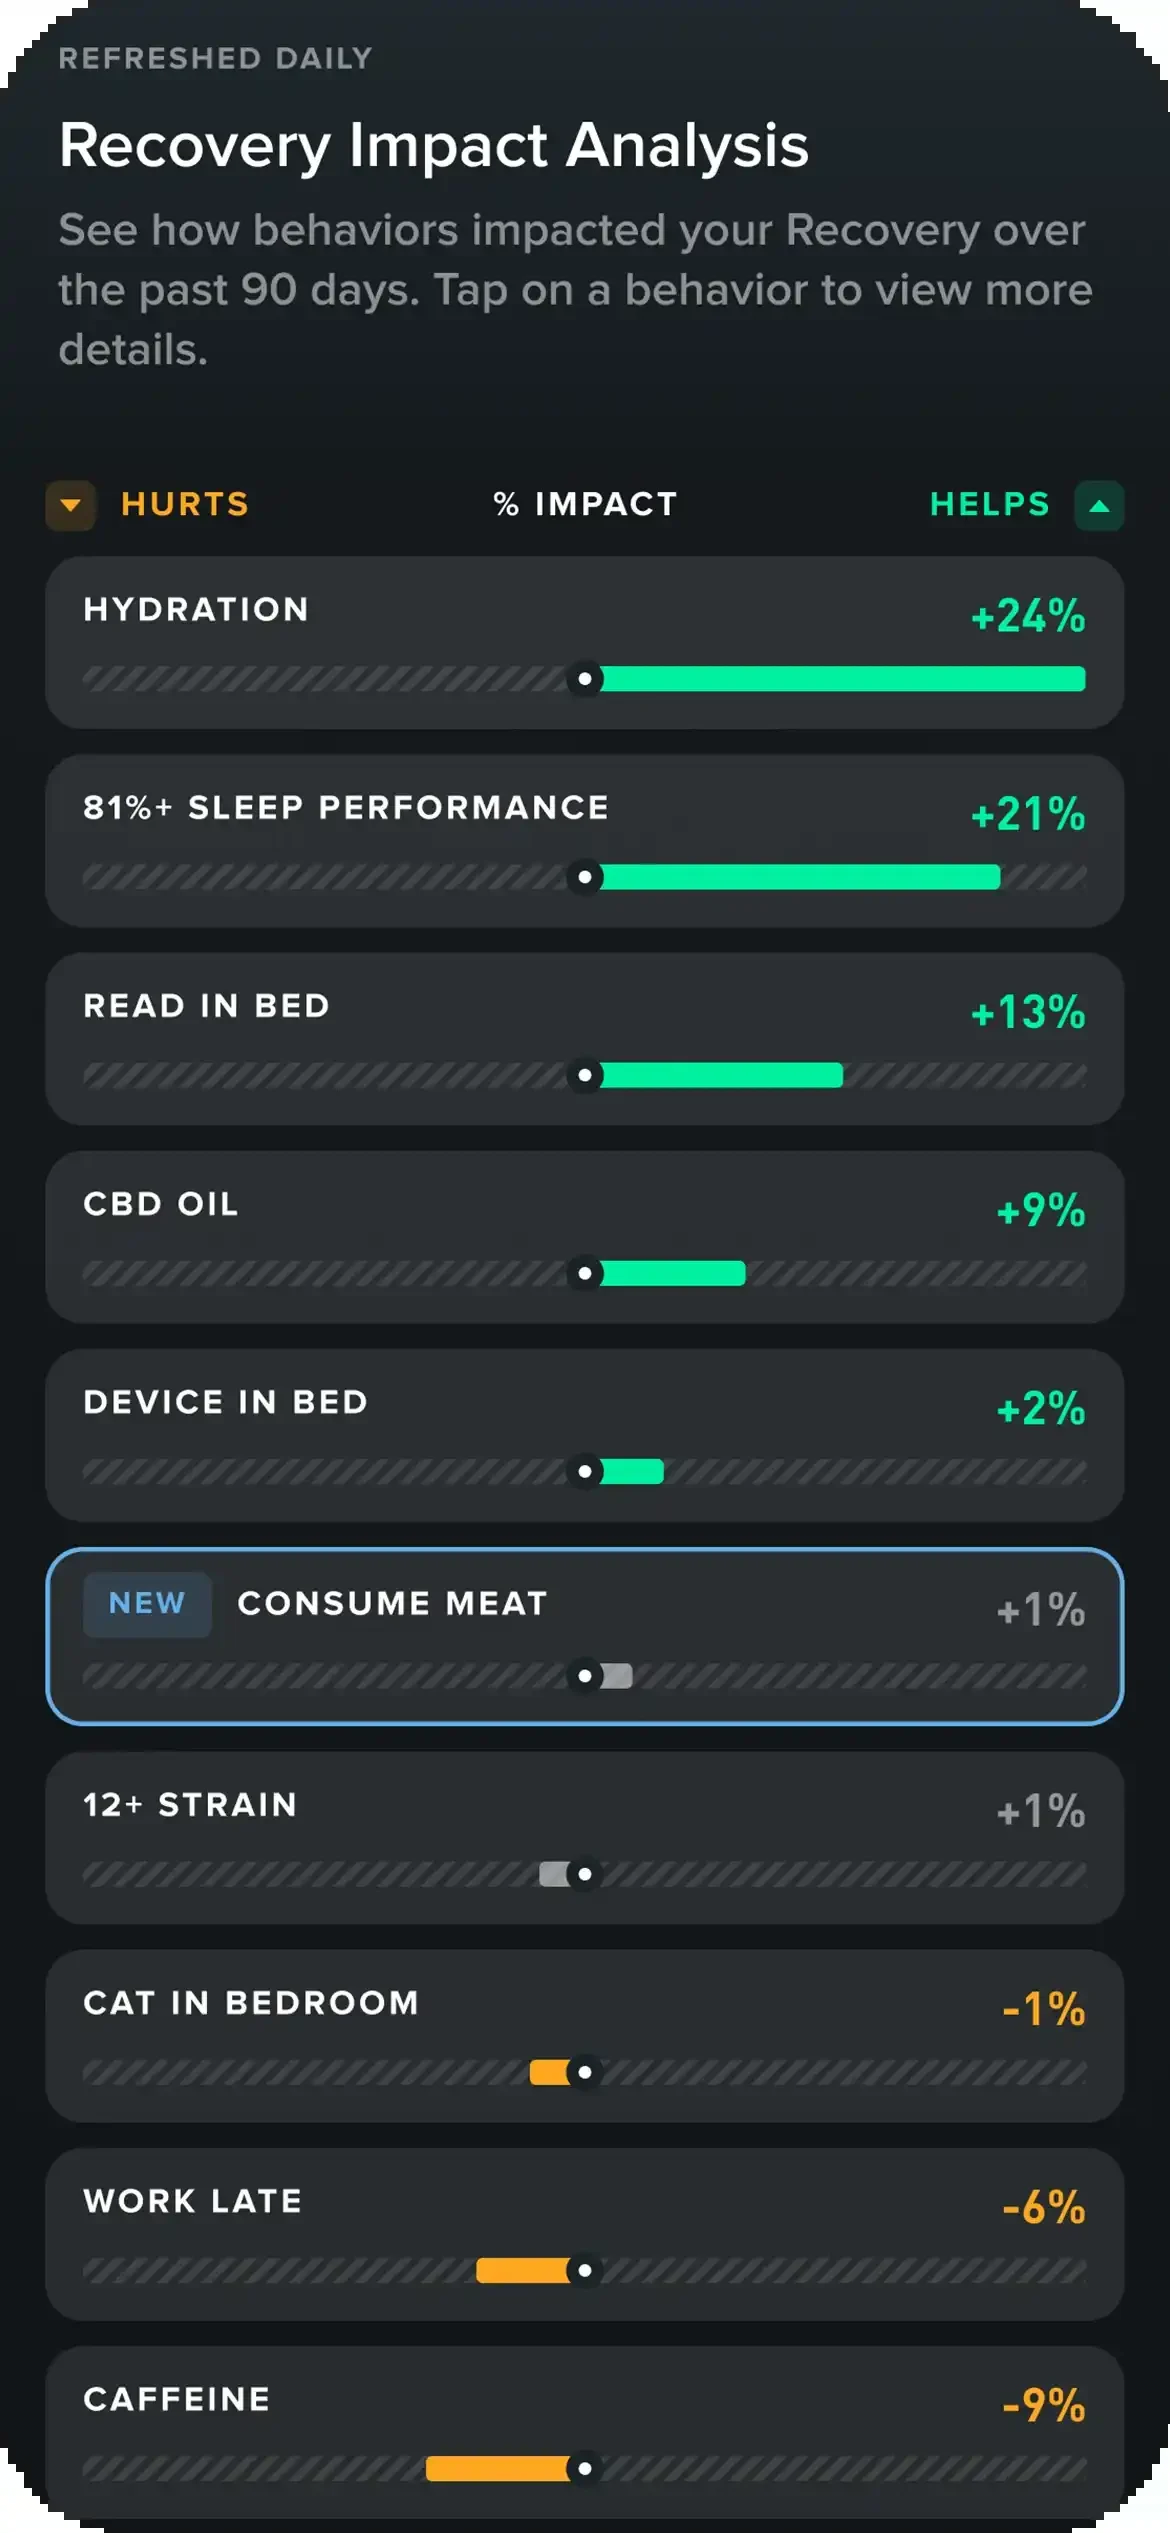 REFRESHED DAILY
Recovery Impact Analysis
See how behaviors impacted your Recovery over
the past 90 days. Tap on a behavior to view more
details.
HURTS % IMPACT HELPS
HYDRATION +24%
81%+ SLEEP PERFORMANCE +21%
READ IN BED +13%
CBD OIL +9%
DEVICE IN BED +2%
NEW CONSUME MEAT +1%
12+ STRAIN +1%
CAT IN BEDROOM -1%
WORK LATE -6%
CAFFEINE -9%